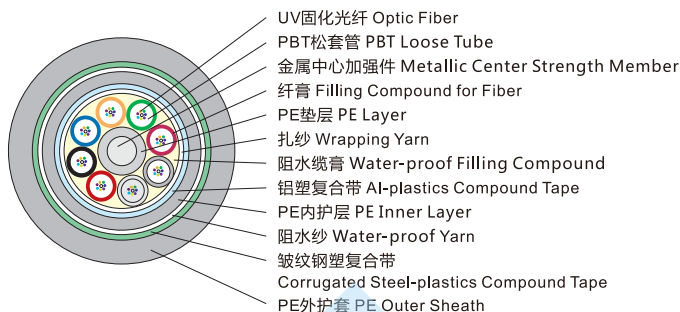 UV固化光纤 Optic Fiber
PBT松套管 PBT Loose Tube
金属中心加强件 Metallic Center Strength Member
纤膏 Filling Compound for Fiber
PE垫层 PE Layer
扎纱 Wrapping Yarn
阻水缆膏 Water-proof Filling Compound
铝塑复合带 Al-plastics Compound Tape
PE内护层 PE Inner Layer
阻水纱 Water-proof Yarn
皱纹钢塑复合带
Corrugated Steel-plastics Compound Tape
PE外护套 PE Outer Sheath